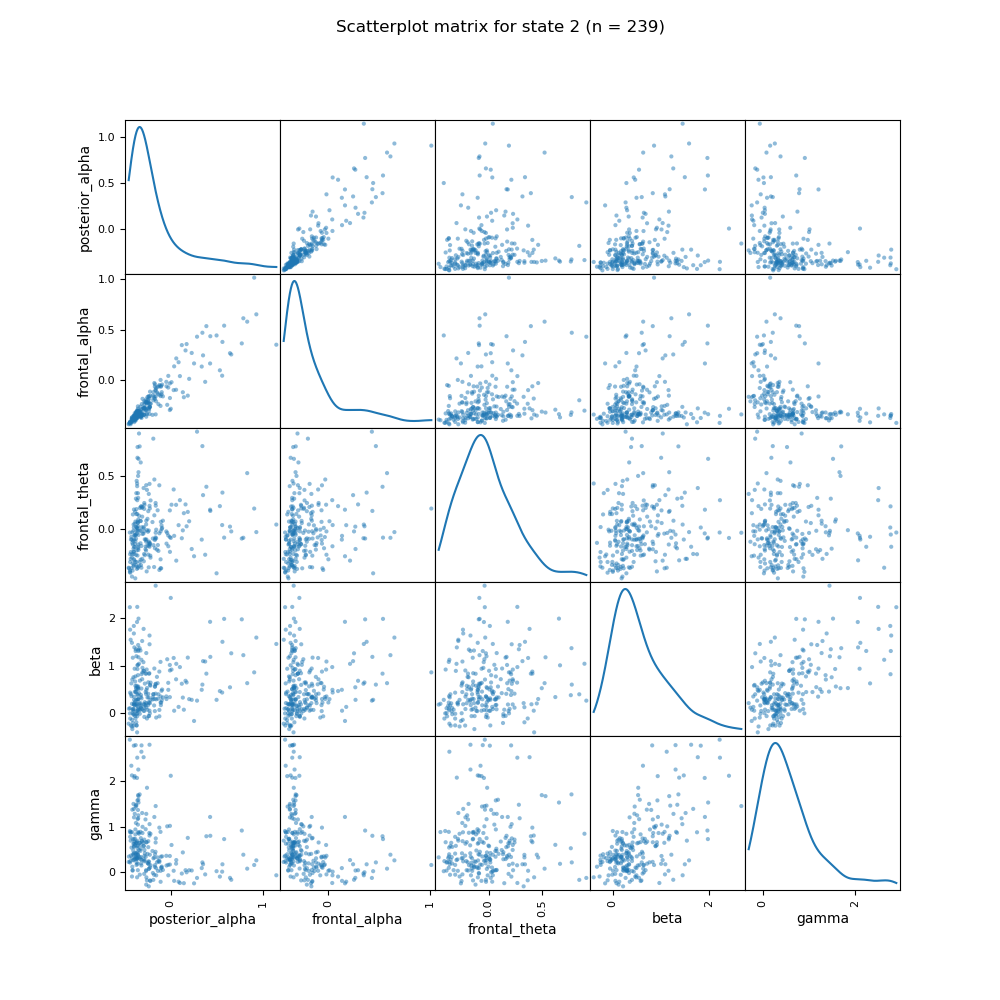 Scatterplot matrix for state 2 (n = 239)
posterior_alpha
1.0
0.5
0.0
frontal_alpha
1.0
0.5
0.0
frontal_theta
0.5
0.0
beta
2
1
0
gamma
2
1
0
0
1
0
1
0.0
0.5
0
2
0
2
posterior_alpha
frontal_alpha
frontal_theta
beta
gamma